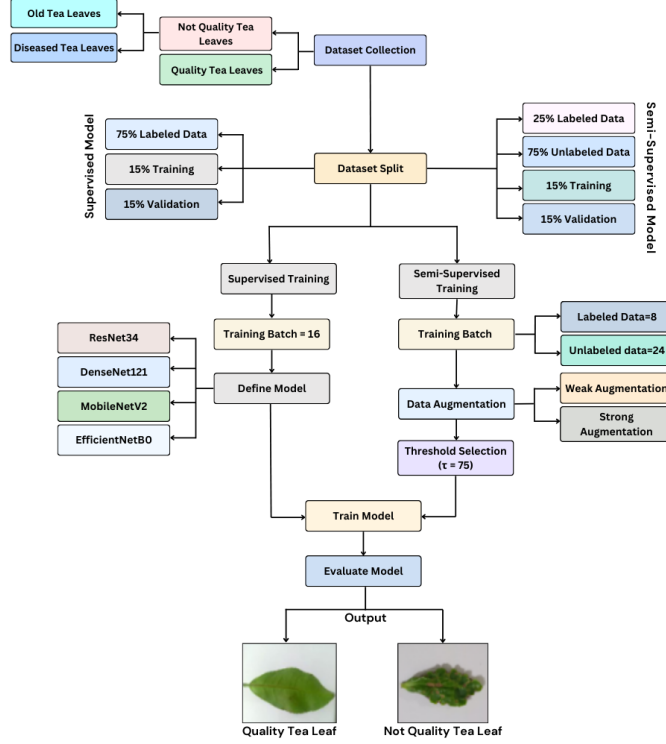 Old Tea Leaves
Diseased Tea Leaves
Not Quality Tea
Leaves
Quality Tea Leaves
Dataset Collection
Supervised Model
75% Labeled Data
15% Training
15% Validation
Dataset Split
25% Labeled Data
75% Unlabeled Data
15% Training
15% Validation
Semi-Supervised Model
Supervised Training
Semi-Supervised
Training
Training Batch = 16
Training Batch
Labeled Data=8
Unlabeled data=24
ResNet34
DenseNet121
MobileNetV2
EfficientNetB0
Define Model
Data Augmentation
Weak Augmentation
Strong
Augmentation
Threshold Selection
(τ = 75)
Train Model
Evaluate Model
Output
Quality Tea Leaf
Not Quality Tea Leaf